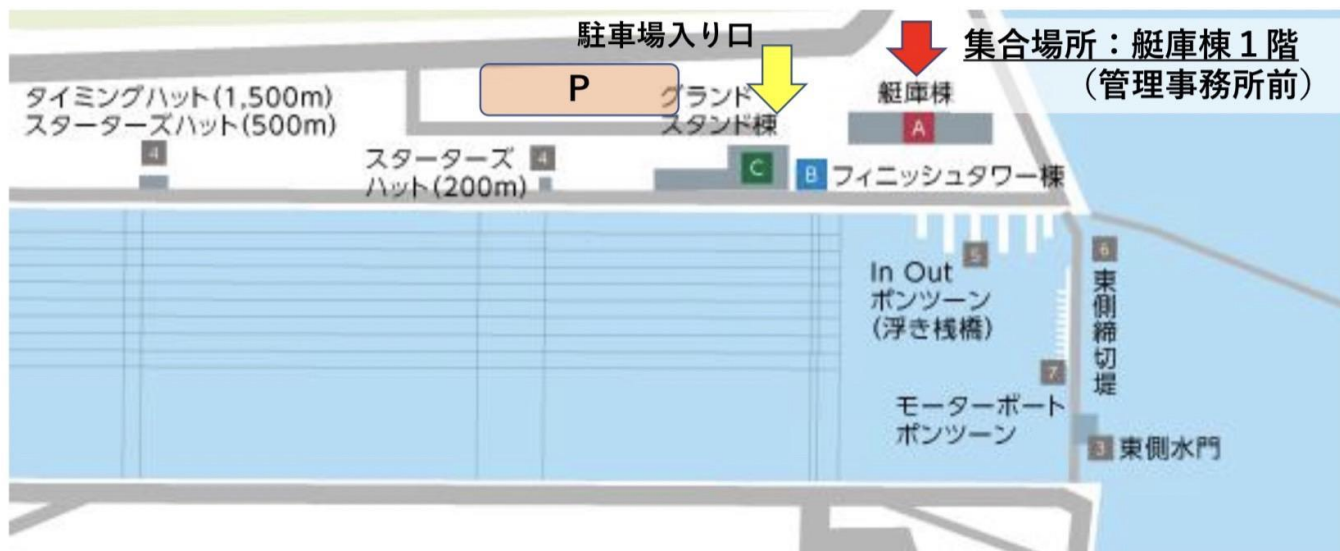 駐車場入り口
集合場所：艇庫棟１階
（管理事務所前）
P
タイミングハット(1,500m)
スターターズハット(500m)
4
スターターズ
ハット(200m)
4
グランド
スタンド棟
C
艇庫棟
A
B
フィニッシュタワー棟
5
In Out
ポンツーン
(浮き桟橋)
6
東側締切堤
7
モーターボート
ポンツーン
3
東側水門